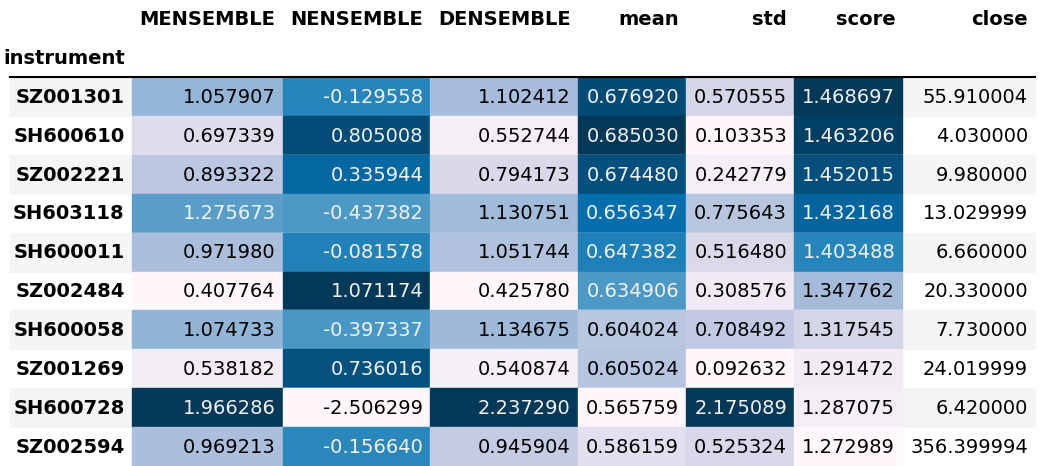 MENSEMBLE NENSEMBLE DENSEMBLE mean std score close
instrument
SZ001301 1.057907 -0.129558 1.102412 0.676920 0.570555 1.468697 55.910004
SH600610 0.697339 0.805008 0.552744 0.685030 0.103353 1.463206 4.030000
SZ002221 0.893322 0.335944 0.794173 0.674480 0.242779 1.452015 9.980000
SH603118 1.275673 -0.437382 1.130751 0.656347 0.775643 1.432168 13.029999
SH600011 0.971980 -0.081578 1.051744 0.647382 0.516480 1.403488 6.660000
SZ002484 0.407764 1.071174 0.425780 0.634906 0.308576 1.347762 20.330000
SH600058 1.074733 -0.397337 1.134675 0.604024 0.708492 1.317545 7.730000
SZ001269 0.538182 0.736016 0.540874 0.605024 0.092632 1.291472 24.019999
SH600728 1.966286 -2.506299 2.237290 0.565759 2.175089 1.287075 6.420000
SZ002594 0.969213 -0.156640 0.945904 0.586159 0.525324 1.272989 356.399994